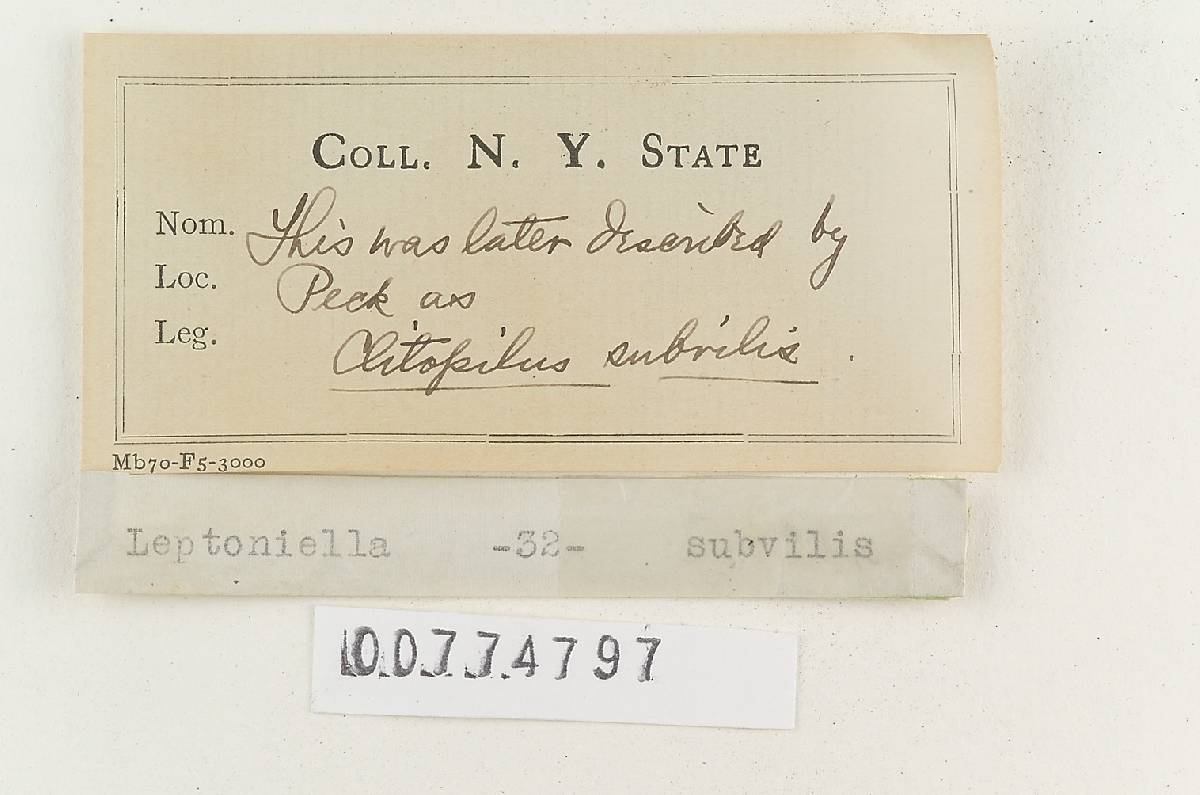 COLL. N. Y. STATE
Nom. This was later described by
Loc. Peck as
Leg. Clitopilus subvilis.
Mb70-F5-3000
Leptoniella -32- subvilis
00774797